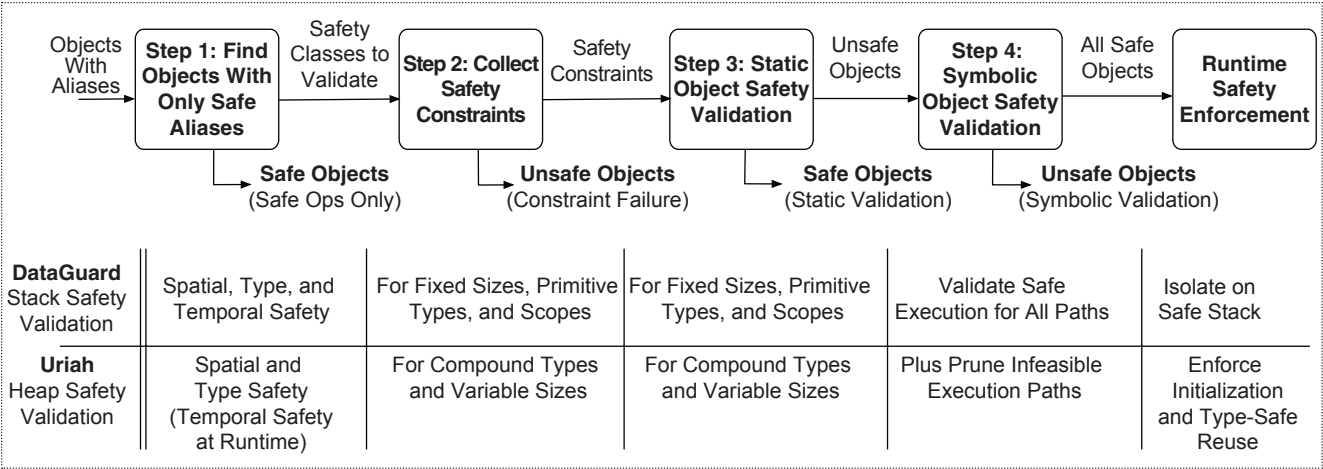 Objects
With
Aliases
Step 1: Find
Objects With
Only Safe
Aliases
Safety
Classes to
Validate
Step 2: Collect
Safety
Constraints
Safety
Constraints
Step 3: Static
Object Safety
Validation
Unsafe
Objects
Step 4:
Symbolic
Object Safety
Validation
All Safe
Objects
Runtime
Safety
Enforcement
Safe Objects
(Safe Ops Only)
Unsafe Objects
(Constraint Failure)
Safe Objects
(Static Validation)
Unsafe Objects
(Symbolic Validation)
DataGuard
Stack Safety
Validation
Spatial, Type, and
Temporal Safety
For Fixed Sizes, Primitive
Types, and Scopes
For Fixed Sizes, Primitive
Types, and Scopes
Validate Safe
Execution for All Paths
Isolate on
Safe Stack
Uriah
Heap Safety
Validation
Spatial and
Type Safety
(Temporal Safety
at Runtime)
For Compound Types
and Variable Sizes
For Compound Types
and Variable Sizes
Plus Prune Infeasible
Execution Paths
Enforce
Initialization
and Type-Safe
Reuse